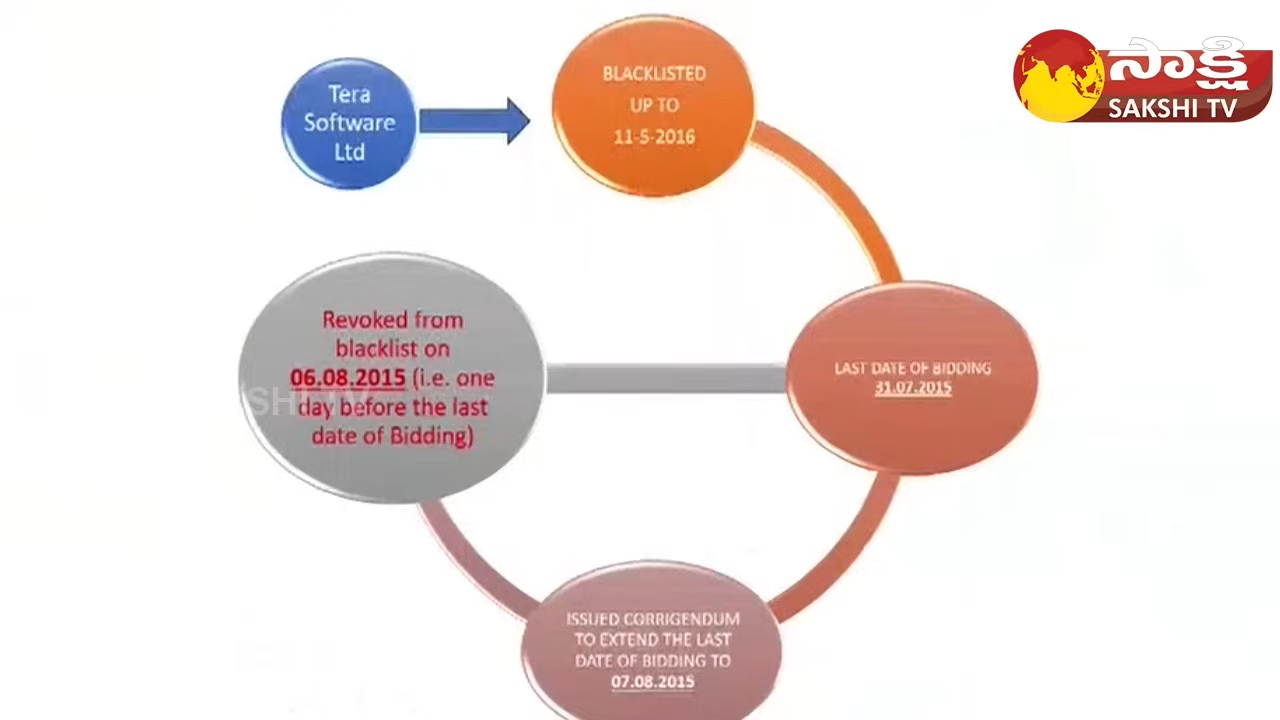 Tera
Software
Ltd
BLACKLISTED
UP TO
11-5-2016
సాక్షి
SAKSHI TV
LAST DATE OF BIDDING
31.07.2015
Revoked from
blacklist on
06.08.2015 (i.e. one
day before the last
date of Bidding)
ISSUED CORRIGENDUM
TO EXTEND THE LAST
DATE OF BIDDING TO
07.08.2015